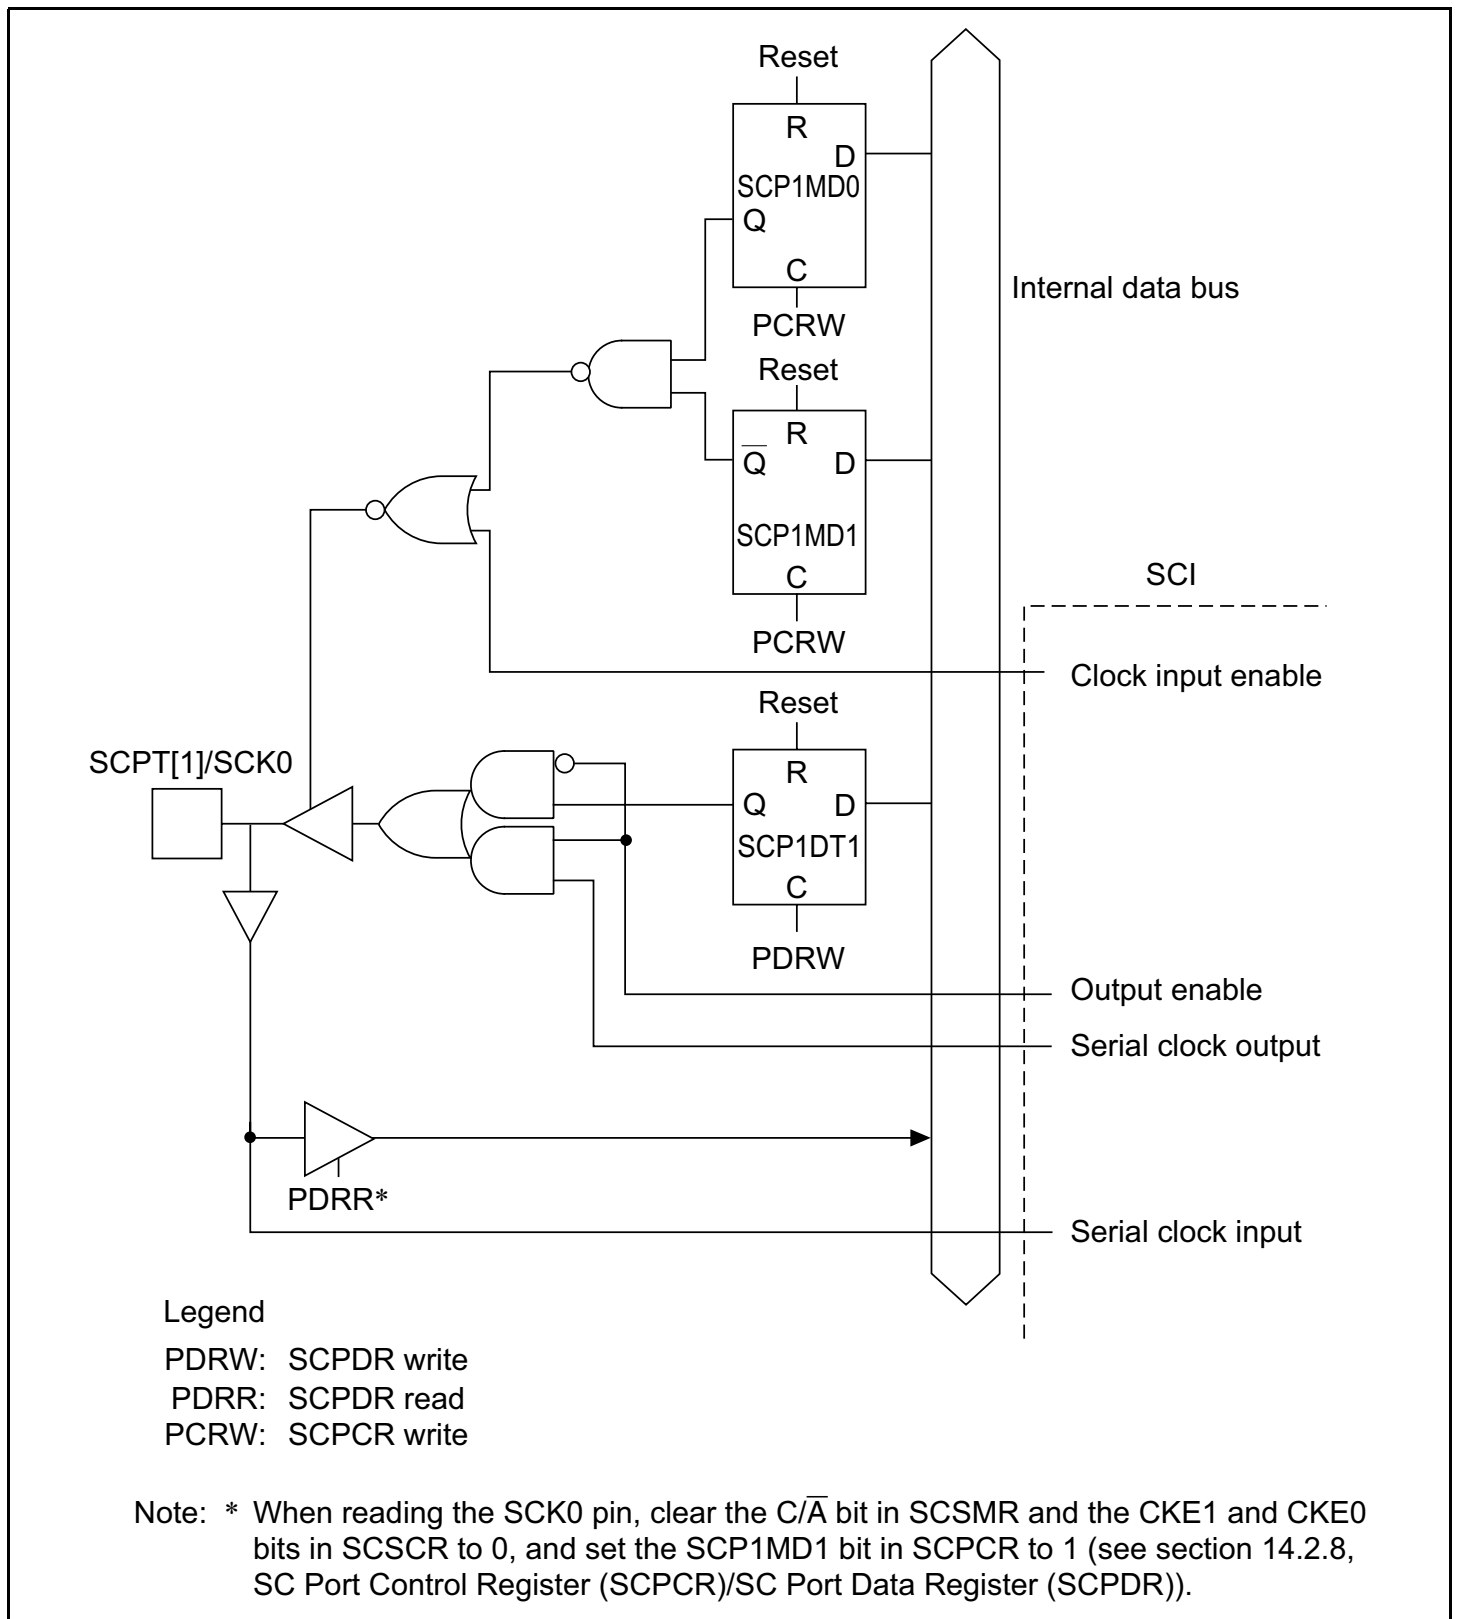 Reset
R
D
SCP1MD0
Q
C
PCRW
Internal data bus
Reset
R
Q̅ D
SCP1MD1
C
PCRW
SCI
Clock input enable
Reset
SCPT[1]/SCK0
R
Q D
SCP1DT1
C
PDRW
Output enable
Serial clock output
PDRR*
Serial clock input
Legend
PDRW: SCPDR write
PDRR: SCPDR read
PCRW: SCPCR write
Note: * When reading the SCK0 pin, clear the C/A̅ bit in SCSMR and the CKE1 and CKE0
bits in SCSCR to 0, and set the SCP1MD1 bit in SCPCR to 1 (see section 14.2.8,
SC Port Control Register (SCPCR)/SC Port Data Register (SCPDR)).